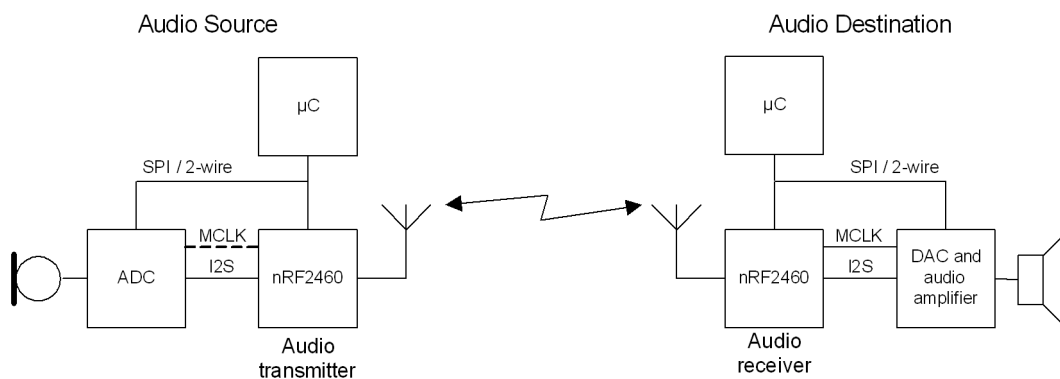 Audio Source
Audio Destination
µC
µC
SPI / 2-wire
SPI / 2-wire
MCLK
MCLK
ADC
I2S
nRF2460
nRF2460
I2S
DAC and
audio
amplifier
Audio
transmitter
Audio
receiver